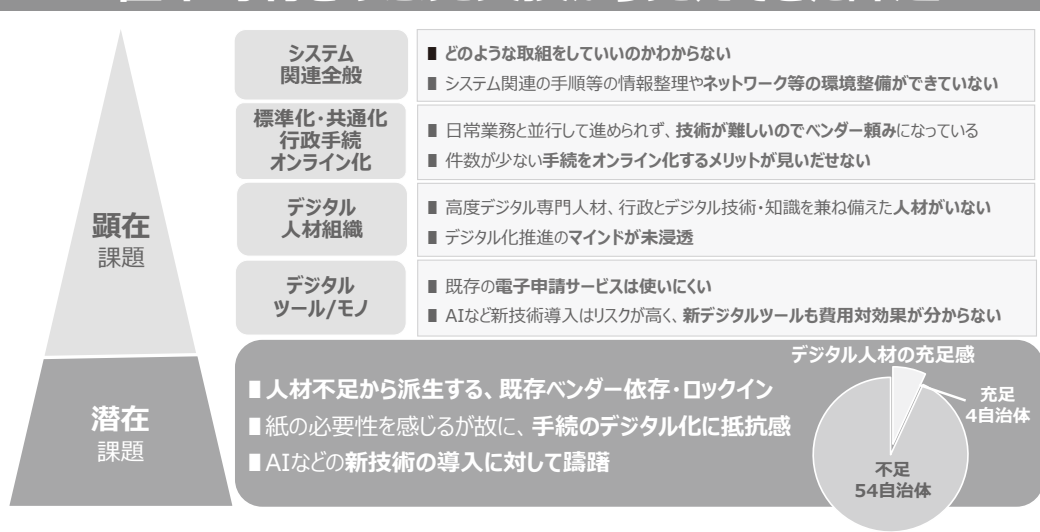 顕在
課題
システム
関連全般
■ どのような取組をしていいのかわからない
■ システム関連の手順等の情報整理やネットワーク等の環境整備ができていない
標準化・共通化
行政手続
オンライン化
■ 日常業務と並行して進められず、技術が難しいのでベンダー頼みになっている
■ 件数が少ない手続をオンライン化するメリットが見いだせない
デジタル
人材組織
■ 高度デジタル専門人材、行政とデジタル技術・知識を兼ね備えた人材がいない
■ デジタル化推進のマインドが未浸透
デジタル
ツール/モノ
■ 既存の電子申請サービスは使いにくい
■ AIなど新技術導入はリスクが高く、新デジタルツールも費用対効果が分からない
潜在
課題
■人材不足から派生する、既存ベンダー依存・ロックイン
■紙の必要性を感じるが故に、手続のデジタル化に抵抗感
■AIなどの新技術の導入に対して躊躇
デジタル人材の充足感
充足
4自治体
不足
54自治体